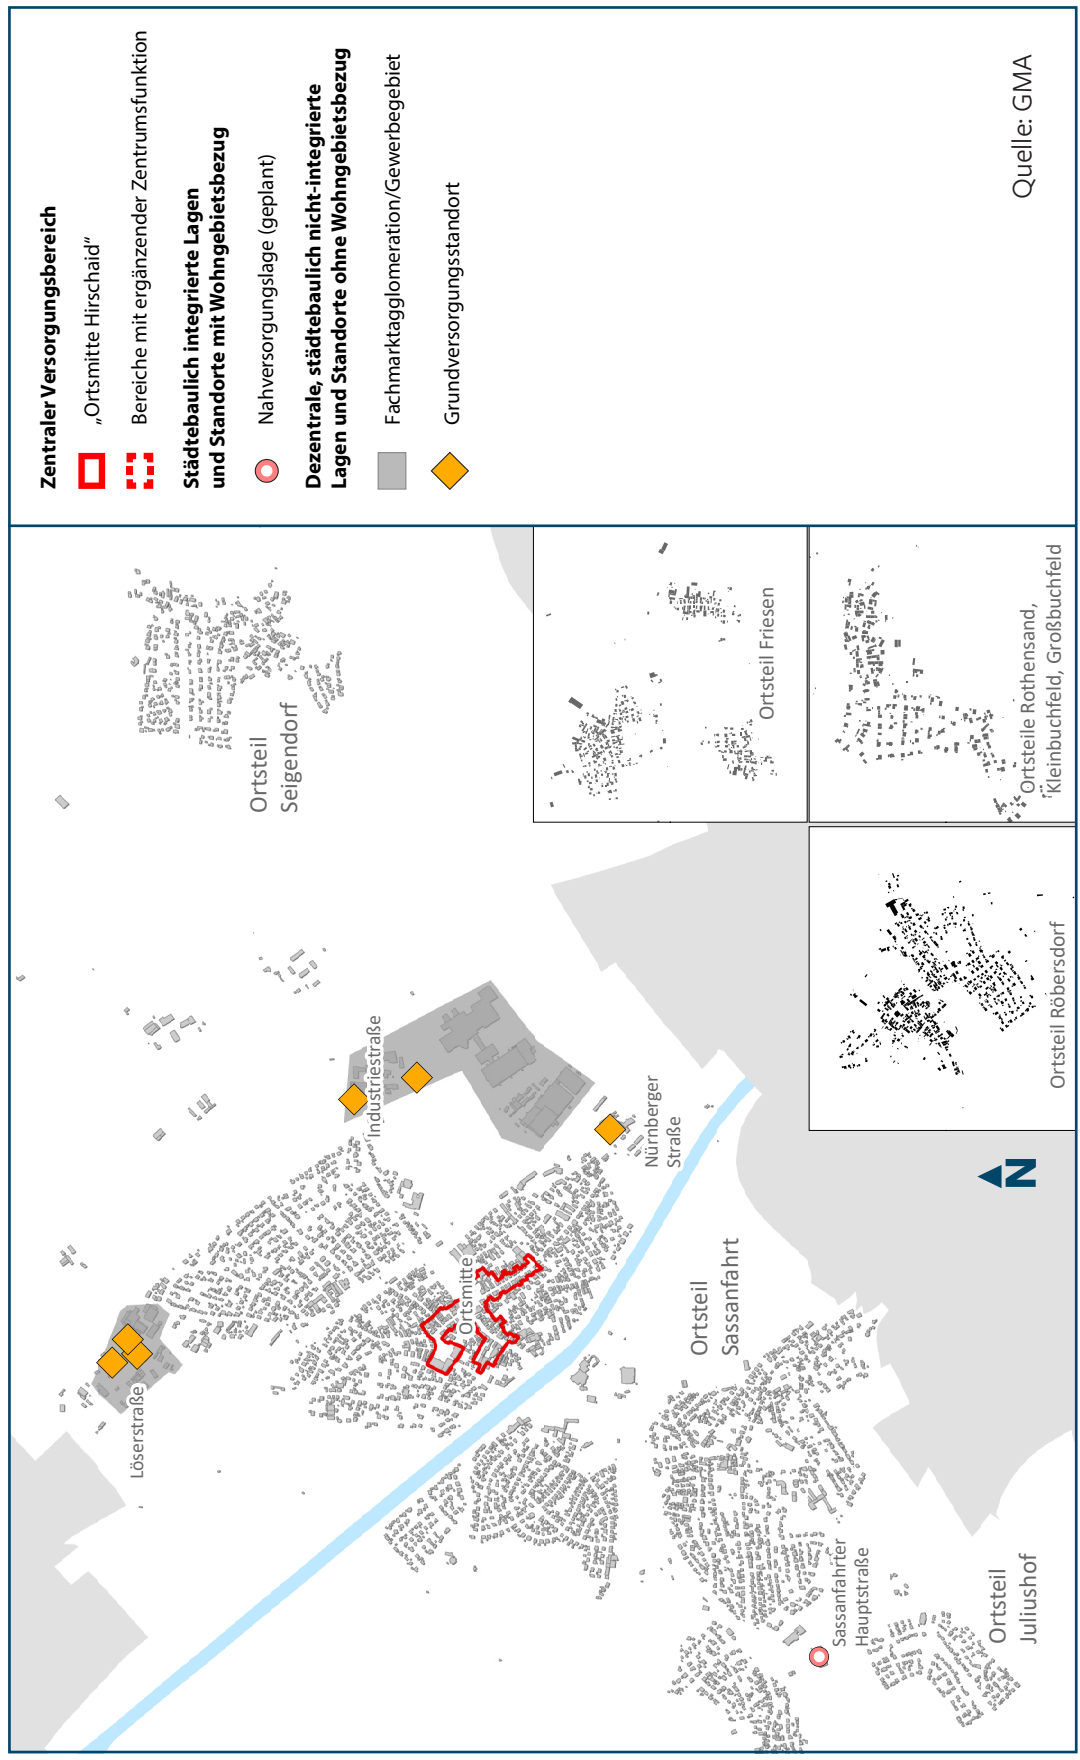 Zentraler Versorgungsbereich
„Ortsmitte Hirschaid“
Bereiche mit ergänzender Zentrumsfunktion
Städtebaulich integrierte Lagen
und Standorte mit Wohngebietsbezug
Nahversorgungslage (geplant)
Dezentrale, städtebaulich nicht-integrierte
Lagen und Standorte ohne Wohngebietsbezug
Fachmarktagglomeration/Gewerbegebiet
Grundversorgungsstandort
Quelle: GMA
Ortsteil
Seigendorf
Ortsteil Friesen
Ortsteile Rothensand,
Kleinbuchfeld, Großbuchfeld
Ortsteil Röbersdorf
Industriestraße
Nürnberger
Straße
N
Ortsmitte
Löserstraße
Ortsteil
Sassanfahrt
Sassanfahrter
Hauptstraße
Ortsteil
Juliushof